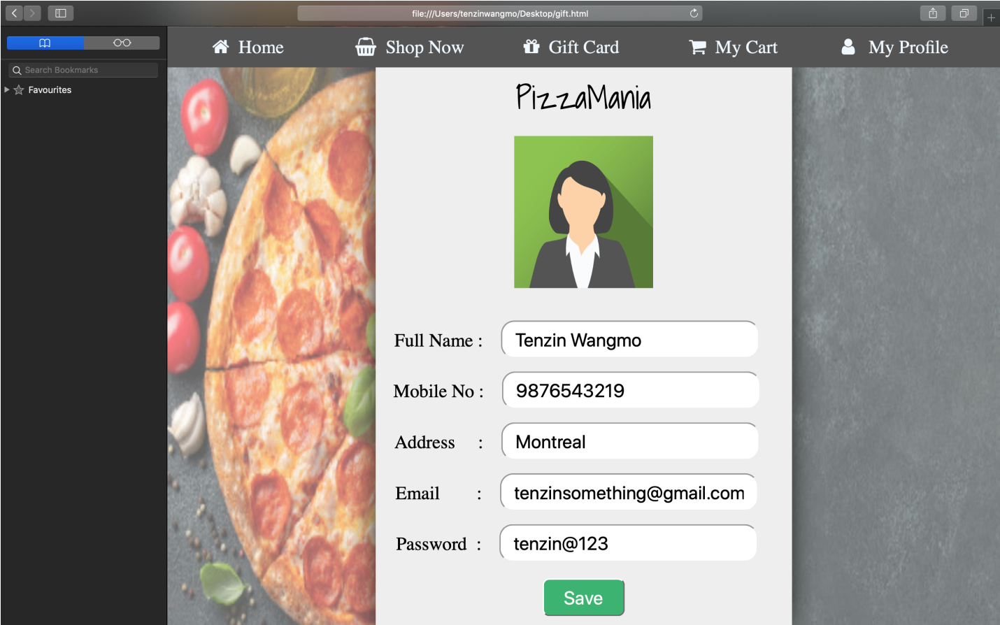 file:///Users/tenzinwangmo/Desktop/gift.html
Search Bookmarks
Favourites
Home Shop Now Gift Card My Cart My Profile
PizzaMania
Full Name : Tenzin Wangmo
Mobile No : 9876543219
Address : Montreal
Email : tenzinsomething@gmail.com
Password : tenzin@123
Save